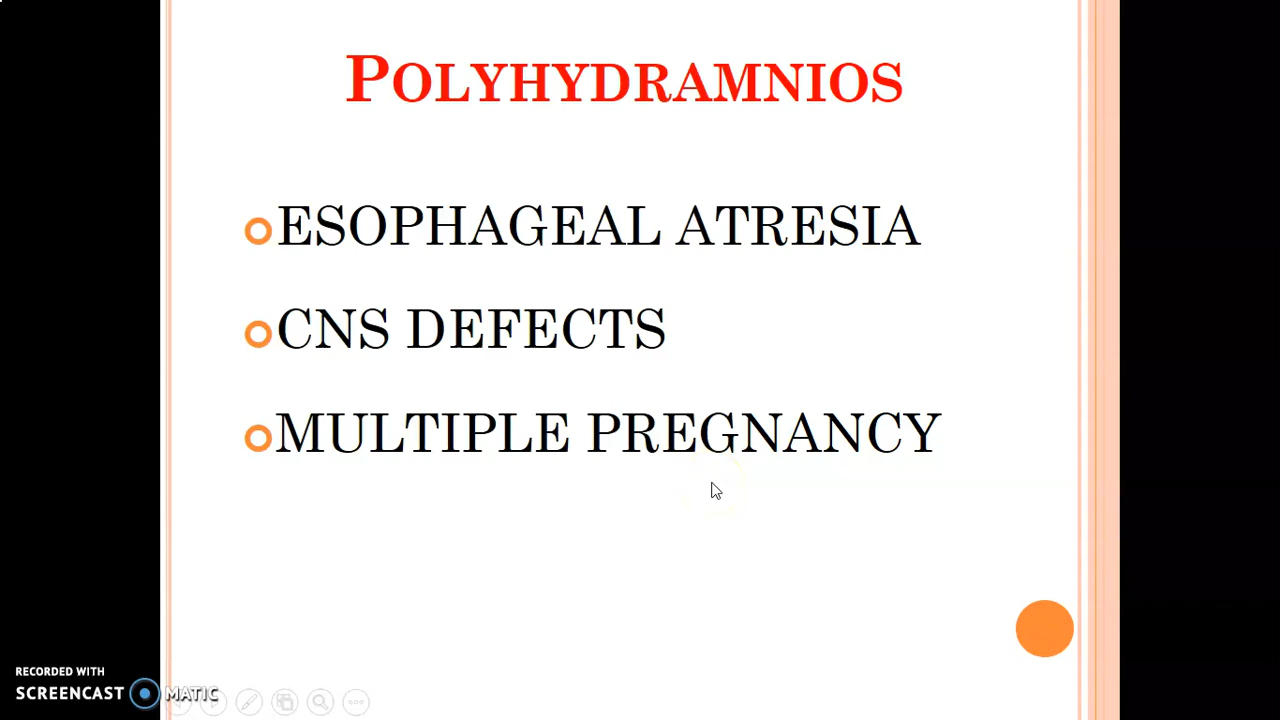 POLYHYDRAMNIOS
ESOPHAGEAL ATRESIA
CNS DEFECTS
MULTIPLE PREGNANCY
RECORDED WITH
SCREENCAST MATIC